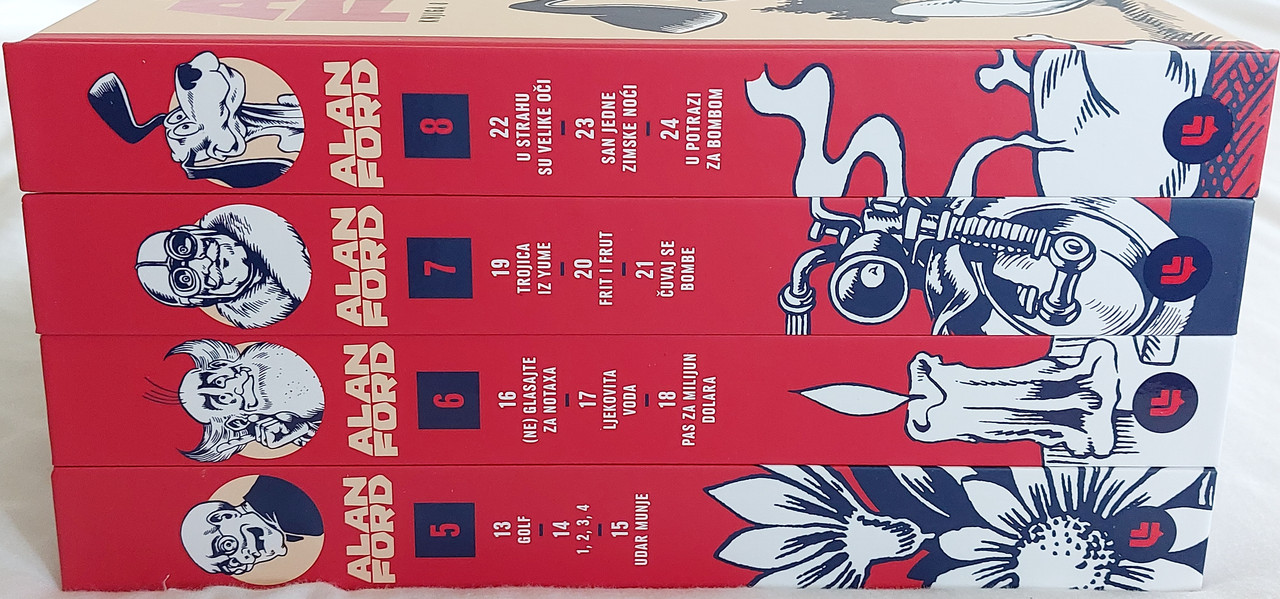 KNJIGA 8
ALAN
FORD
8
22
U STRAHU
SU VELIKE OČI
23
SAN JEDNE
ZIMSKE NOĆI
24
U POTRAZI
ZA BOMBOM
ALAN
FORD
7
19
TROJICA
IZ YUME
20
FRIT I FRUT
21
ČUVAJ SE
BOMBE
ALAN
FORD
6
16
(NE) GLASAJTE
ZA NOTAXA
17
LJEKOVITA
VODA
18
PAS ZA MILIJUN
DOLARA
ALAN
FORD
5
13
GOLF
14
1, 2, 3, 4
15
UDAR MUNJE